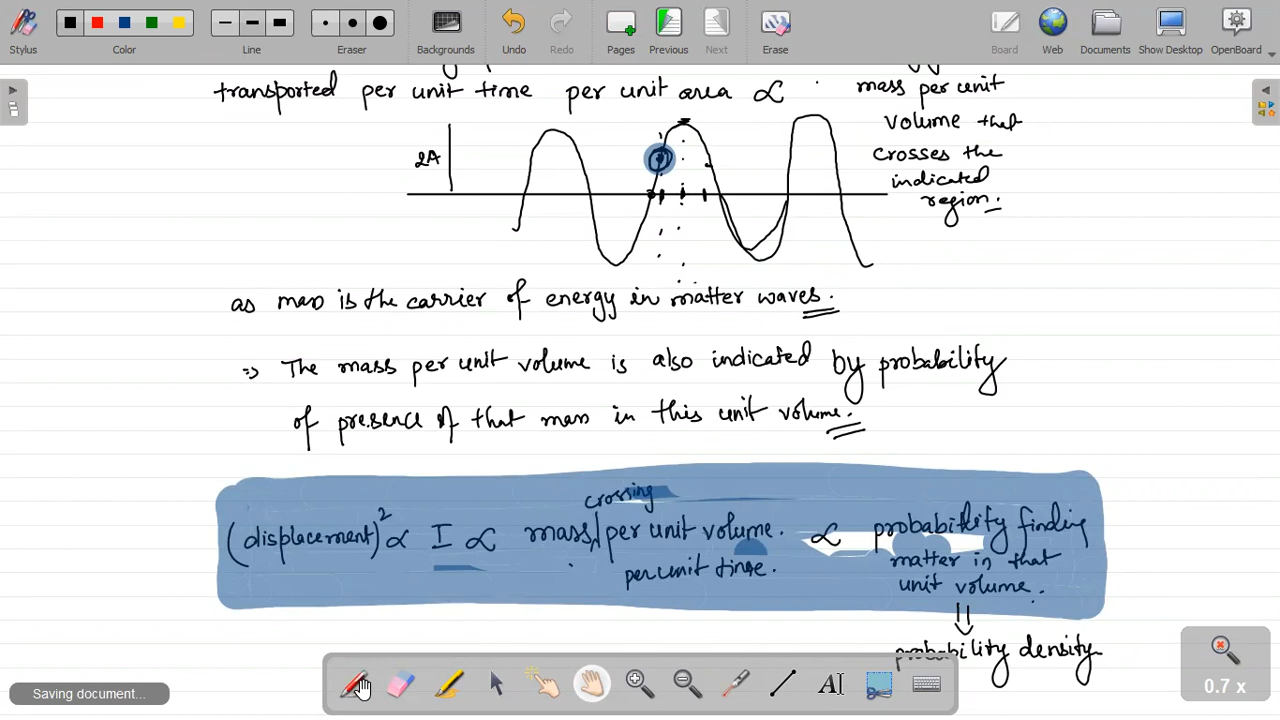 Stylus
Color
Line
Eraser
Backgrounds
Undo
Redo
Pages
Previous
Next
Erase
Board
Web
Documents
Show Desktop
OpenBoard
transported per unit time per unit area ∝
mass per unit
volume that
crosses the
indicated
region.
2A
as mass is the carrier of energy in matter waves.
⇒ The mass per unit volume is also indicated by probability
of presence of that mass in this unit volume.
(displacement)² ∝ I ∝ mass crossing per unit volume. ∝ probability finding
per unit time.
matter in that
unit volume.
probability density
Saving document...
0.7 x